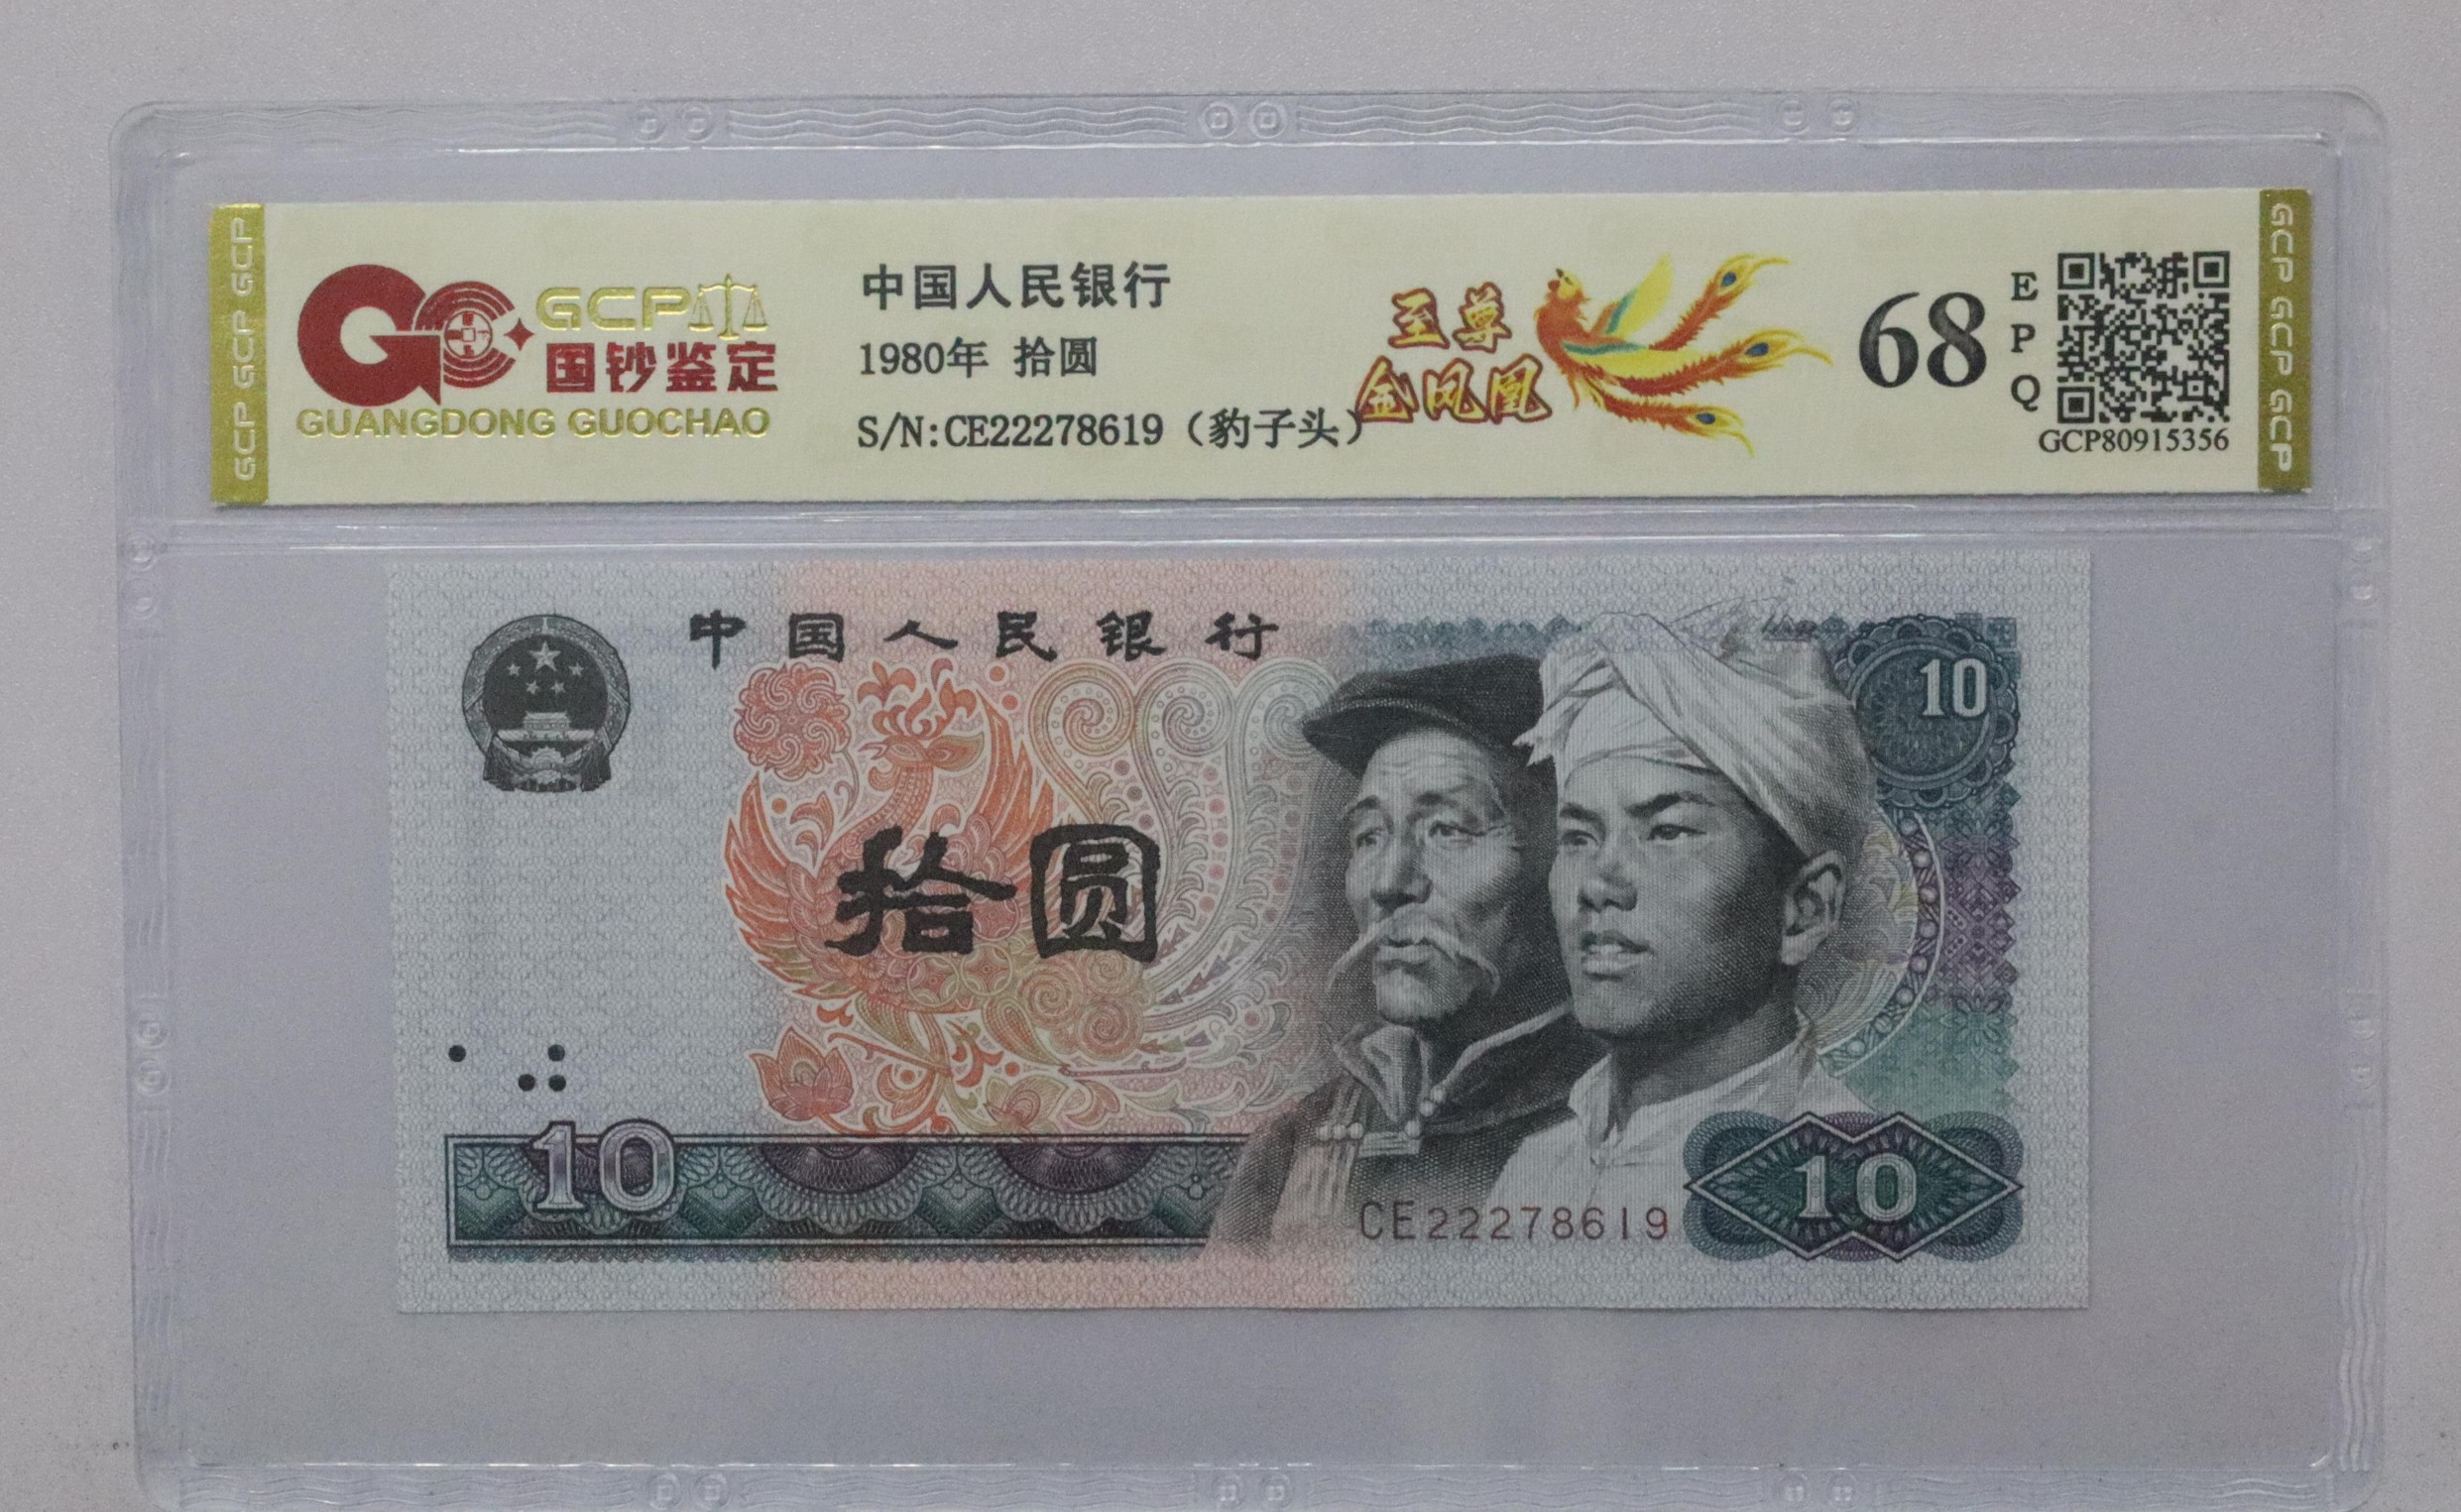 GCP GCP GCP
GCP
国钞鉴定
GUANGDONG GUOCHAO
中国人民银行
1980年 拾圆
S/N:CE22278619（豹子头）
至尊
金凤凰
68
E
P
Q
GCP80915356
GCP GCP GCP
中国人民银行
10
拾圆
10
CE22278619
10